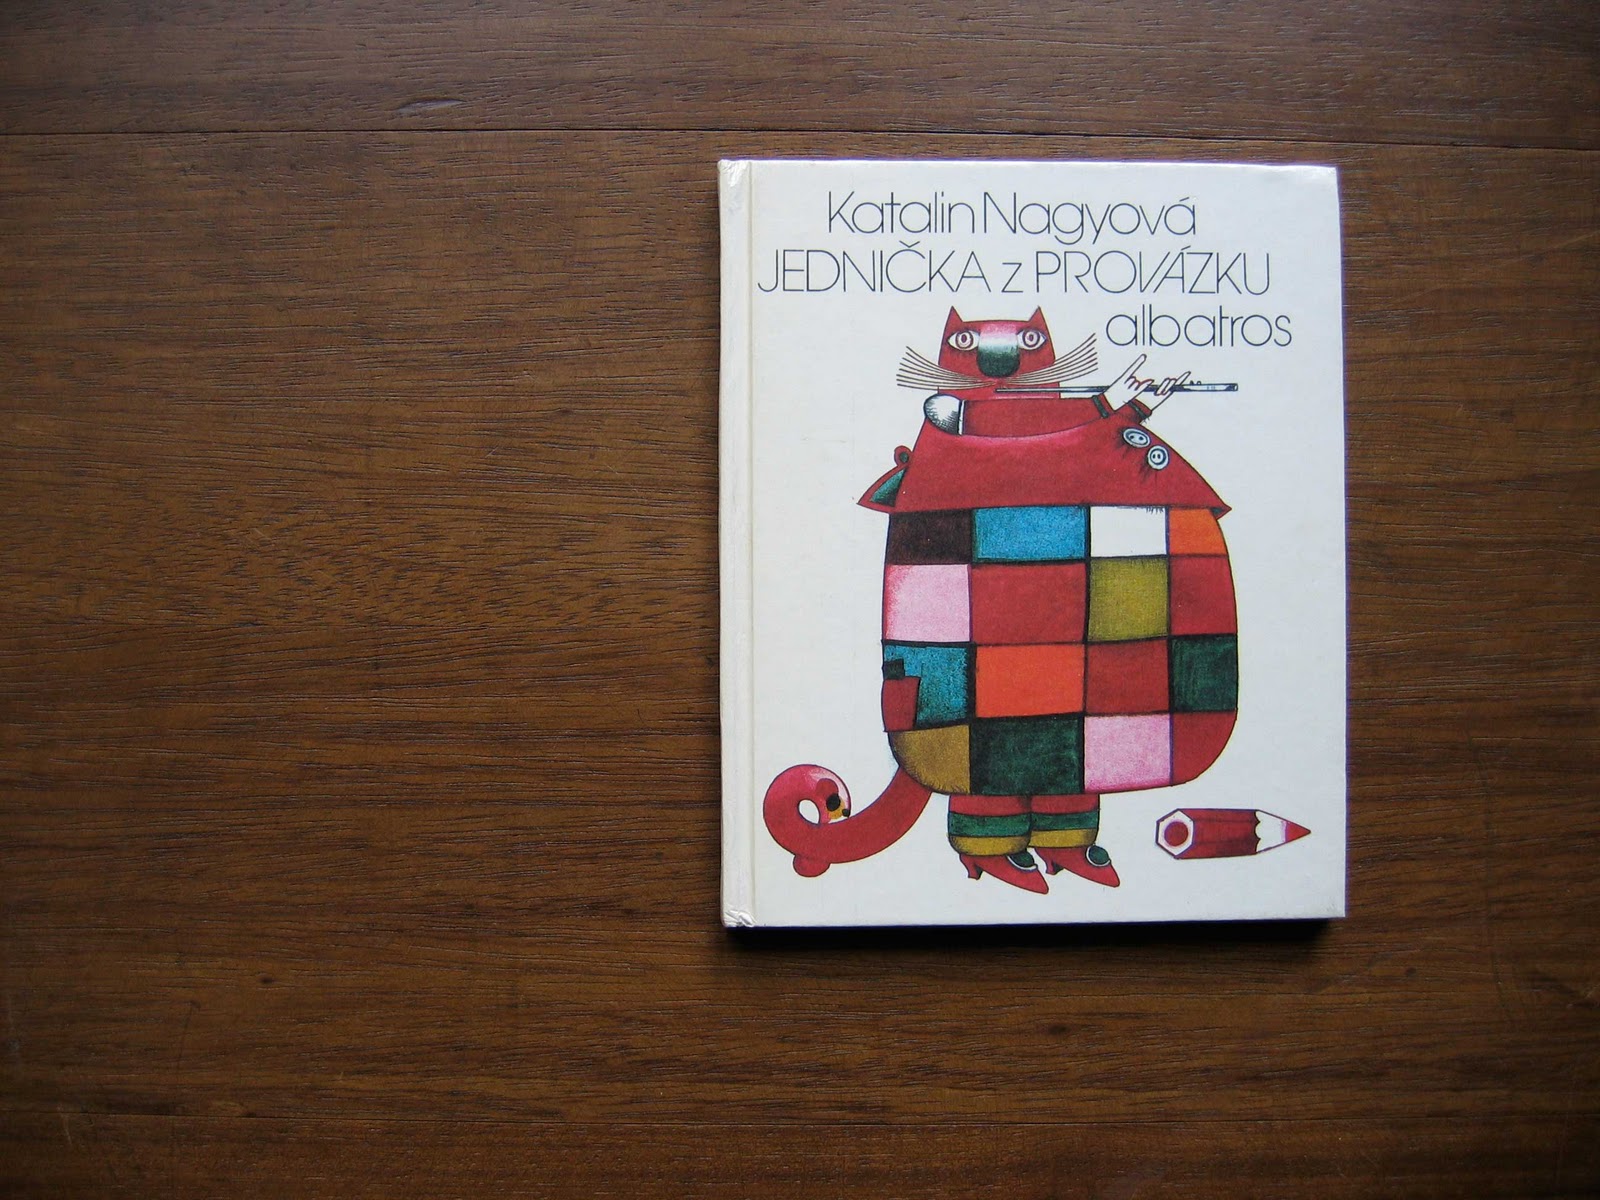 Katalin Nagyová
JEDNIČKA z PROVÁZKU
albatros